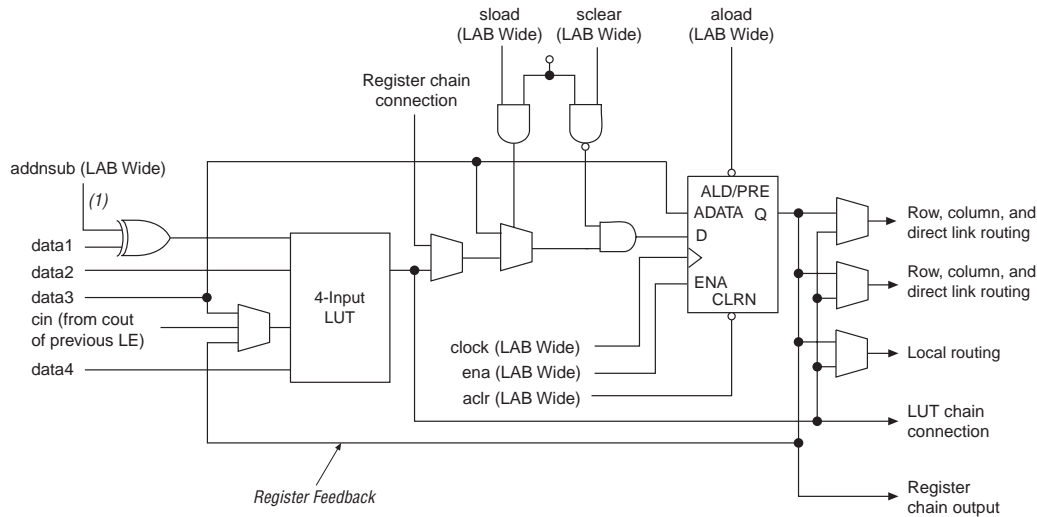 sload
(LAB Wide)
sclear
(LAB Wide)
aload
(LAB Wide)
Register chain
connection
addnsub (LAB Wide)
(1)
data1
data2
data3
cin (from cout
of previous LE)
data4
4-Input
LUT
ALD/PRE
ADATA
Q
D
ENA
CLRN
clock (LAB Wide)
ena (LAB Wide)
aclr (LAB Wide)
Row, column, and
direct link routing
Row, column, and
direct link routing
Local routing
LUT chain
connection
Register
chain output
Register Feedback